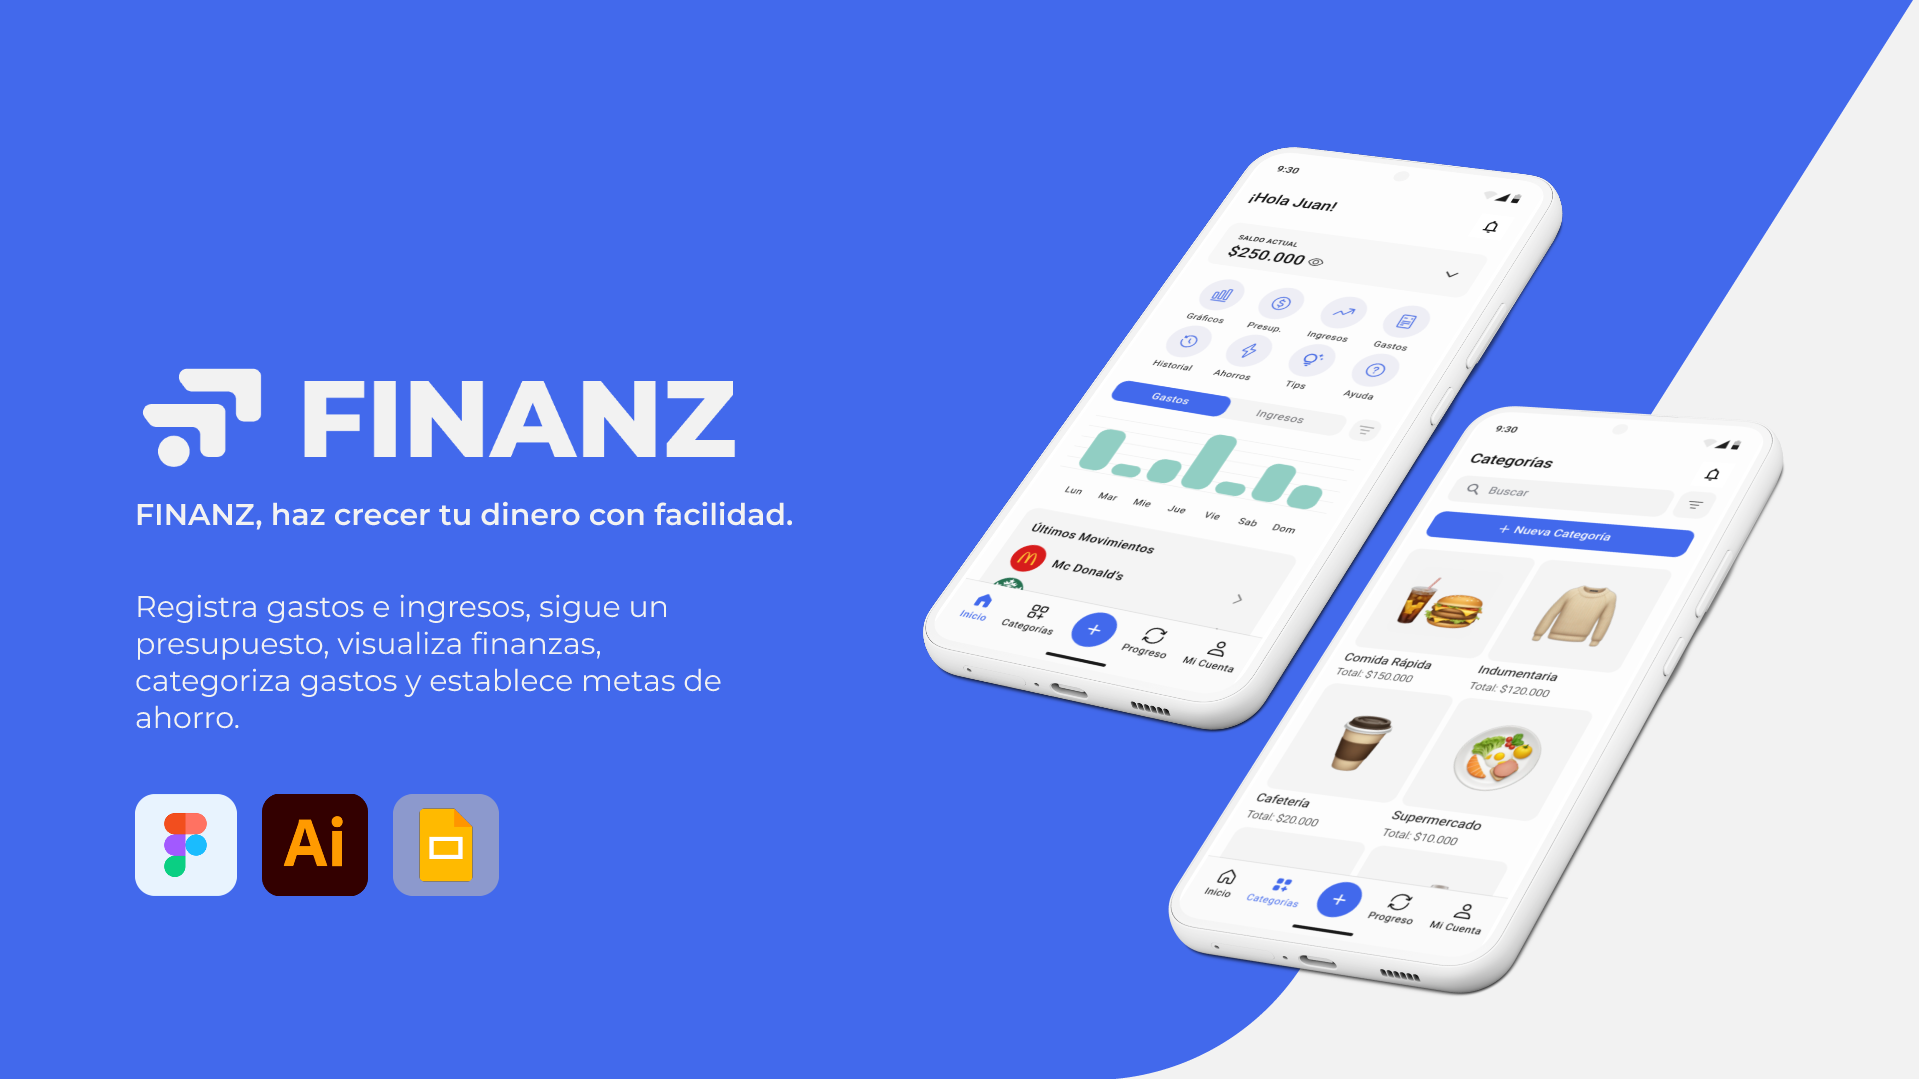 FINANZ
FINANZ, haz crecer tu dinero con facilidad.
Registra gastos e ingresos, sigue un
presupuesto, visualiza finanzas,
categoriza gastos y establece metas de
ahorro.
Ai
9:30
¡Hola Juan!
SALDO ACTUAL
$250.000
Gráficos Presup. Ingresos Gastos
Historial Ahorros Tips Ayuda
Gastos Ingresos
Lun Mar Mie Jue Vie Sab Dom
Últimos Movimientos
Mc Donald's
Inicio Categorías Progreso Mi Cuenta
9:30
Categorías
Buscar
+ Nueva Categoría
Comida Rápida Indumentaria
Total: $150.000 Total: $120.000
Cafetería Supermercado
Total: $20.000 Total: $10.000
Inicio Categorías Progreso Mi Cuenta